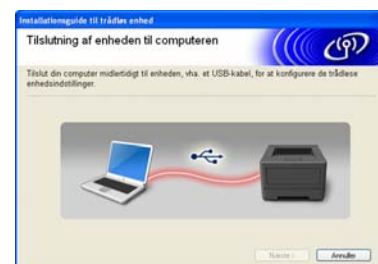 Installationsguide til trådløs enhed
Tilslutning af enheden til computeren
Tilslut din computer midlertidigt til enheden, vha. et USB-kabel, for at konfigurere de trådløse
enhedsindstillinger.
Næste >
Annuller